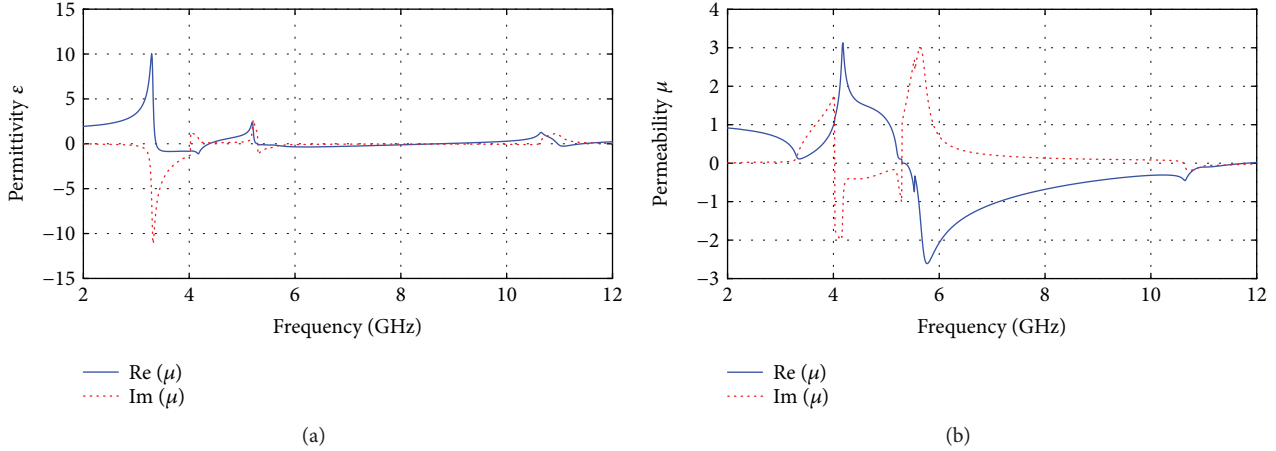 15
10
5
0
−5
−10
−15
Permittivity ε
2
4
6
8
10
12
Frequency (GHz)
Re (μ)
Im (μ)
(a)
4
3
2
1
0
−1
−2
−3
Permeability μ
2
4
6
8
10
12
Frequency (GHz)
Re (μ)
Im (μ)
(b)